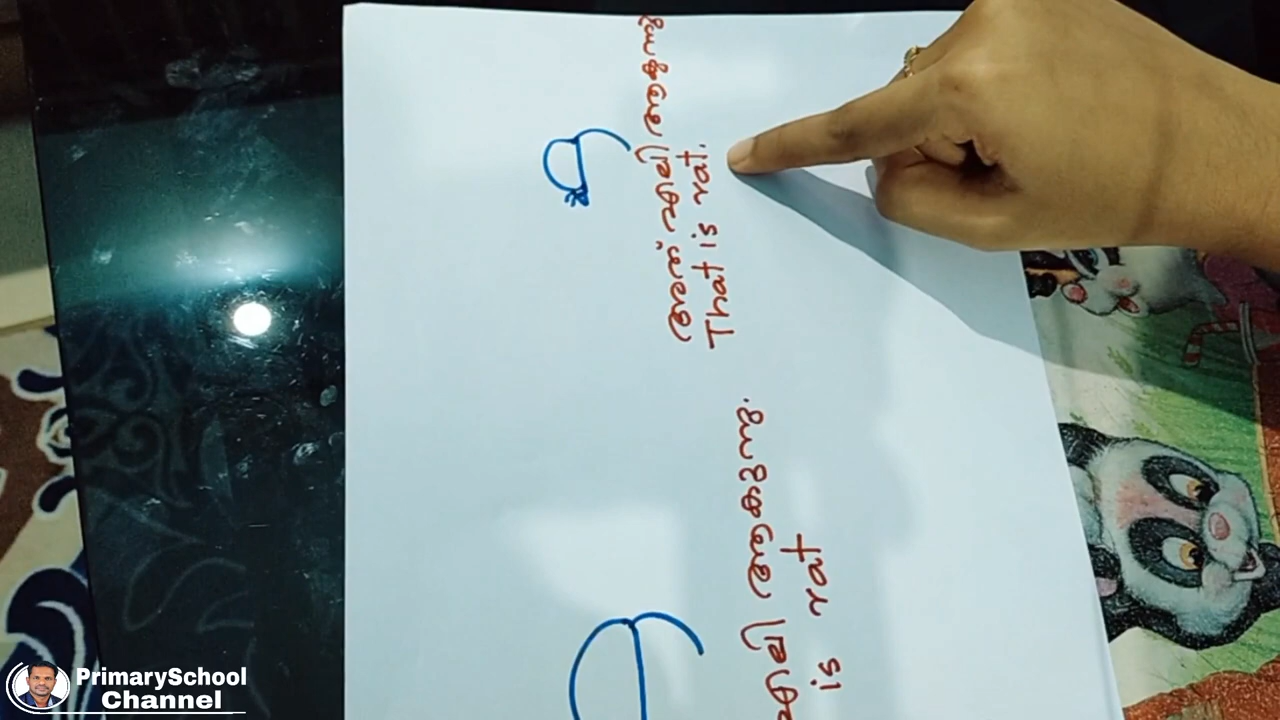 അത് എലി ആകുന്നു
That is rat.
എലി ആകുന്നു.
is rat
PrimarySchool
Channel